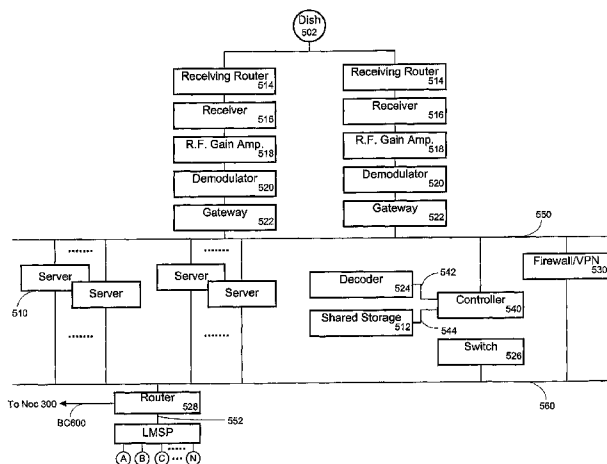 Dish
502
Receiving Router
514
Receiving Router
514
Receiver
516
Receiver
516
R.F. Gain Amp.
518
R.F. Gain Amp.
518
Demodulator
520
Demodulator
520
Gateway
522
Gateway
522
550
Server
Server
Server
Server
510
Decoder
524
542
Controller
540
Firewall/VPN
530
Shared Storage
512
544
Switch
526
To Noc 300
Router
528
560
BC600
552
LMSP
A B C ... N